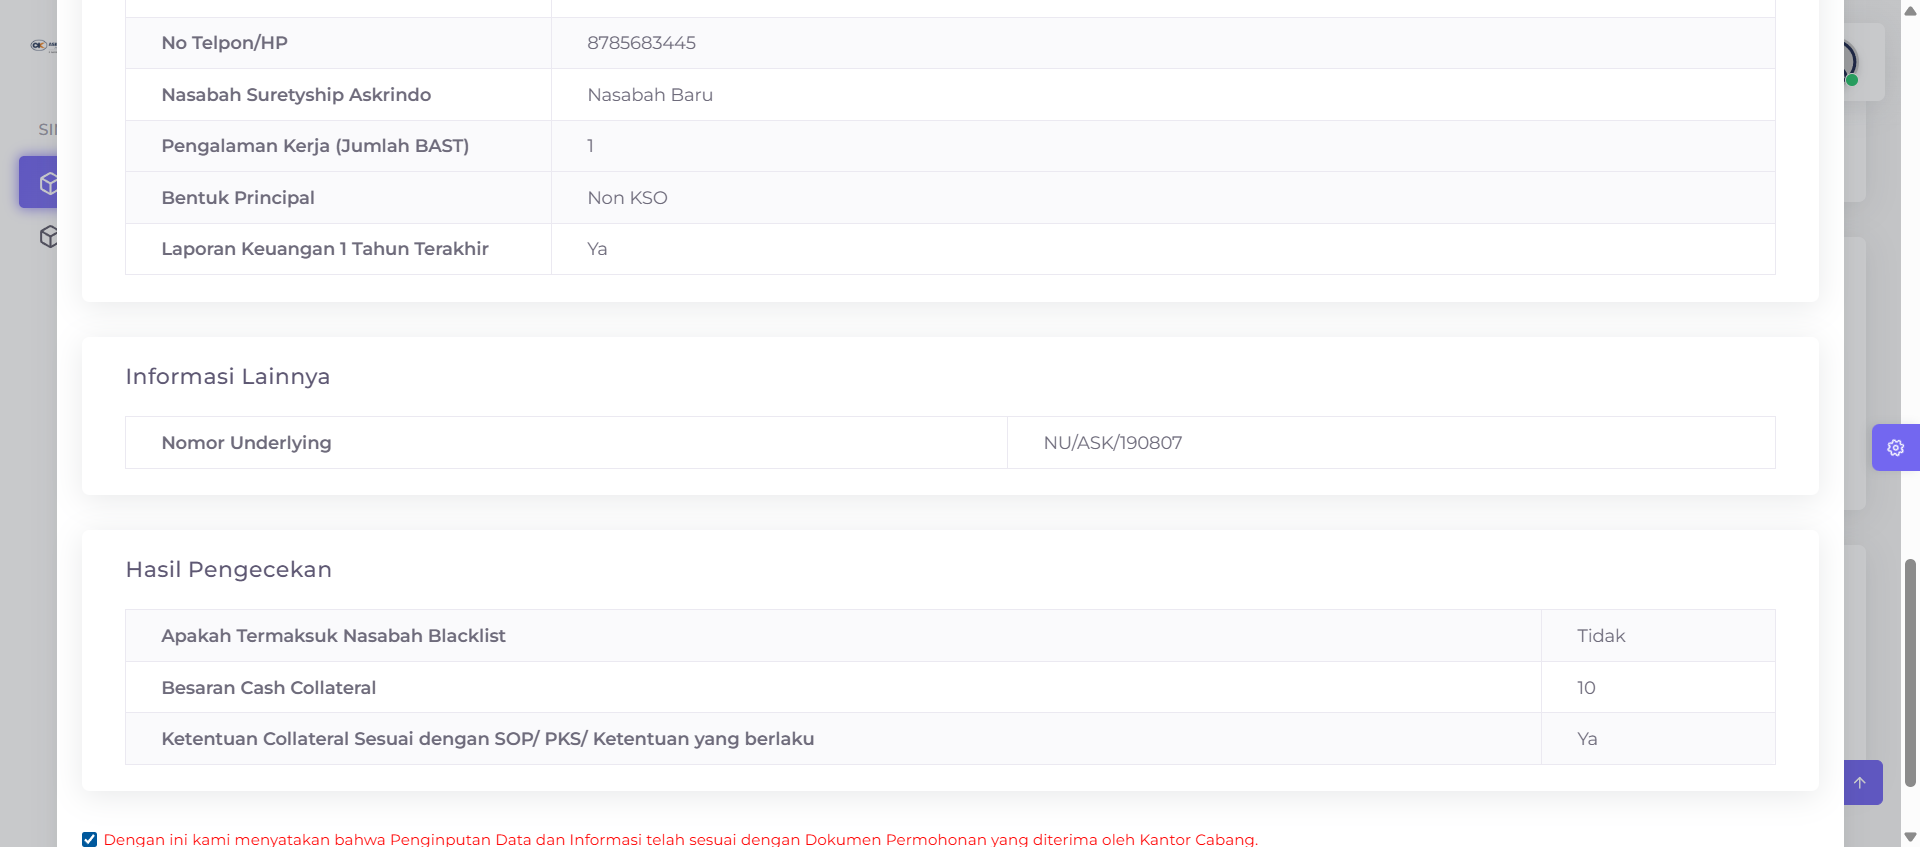 No Telpon/HP 8785683445
Nasabah Suretyship Askrindo Nasabah Baru
Pengalaman Kerja (Jumlah BAST) 1
Bentuk Principal Non KSO
Laporan Keuangan 1 Tahun Terakhir Ya
Informasi Lainnya
Nomor Underlying NU/ASK/190807
Hasil Pengecekan
Apakah Termaksuk Nasabah Blacklist Tidak
Besaran Cash Collateral 10
Ketentuan Collateral Sesuai dengan SOP/ PKS/ Ketentuan yang berlaku Ya
Dengan ini kami menyatakan bahwa Penginputan Data dan Informasi telah sesuai dengan Dokumen Permohonan yang diterima oleh Kantor Cabang.